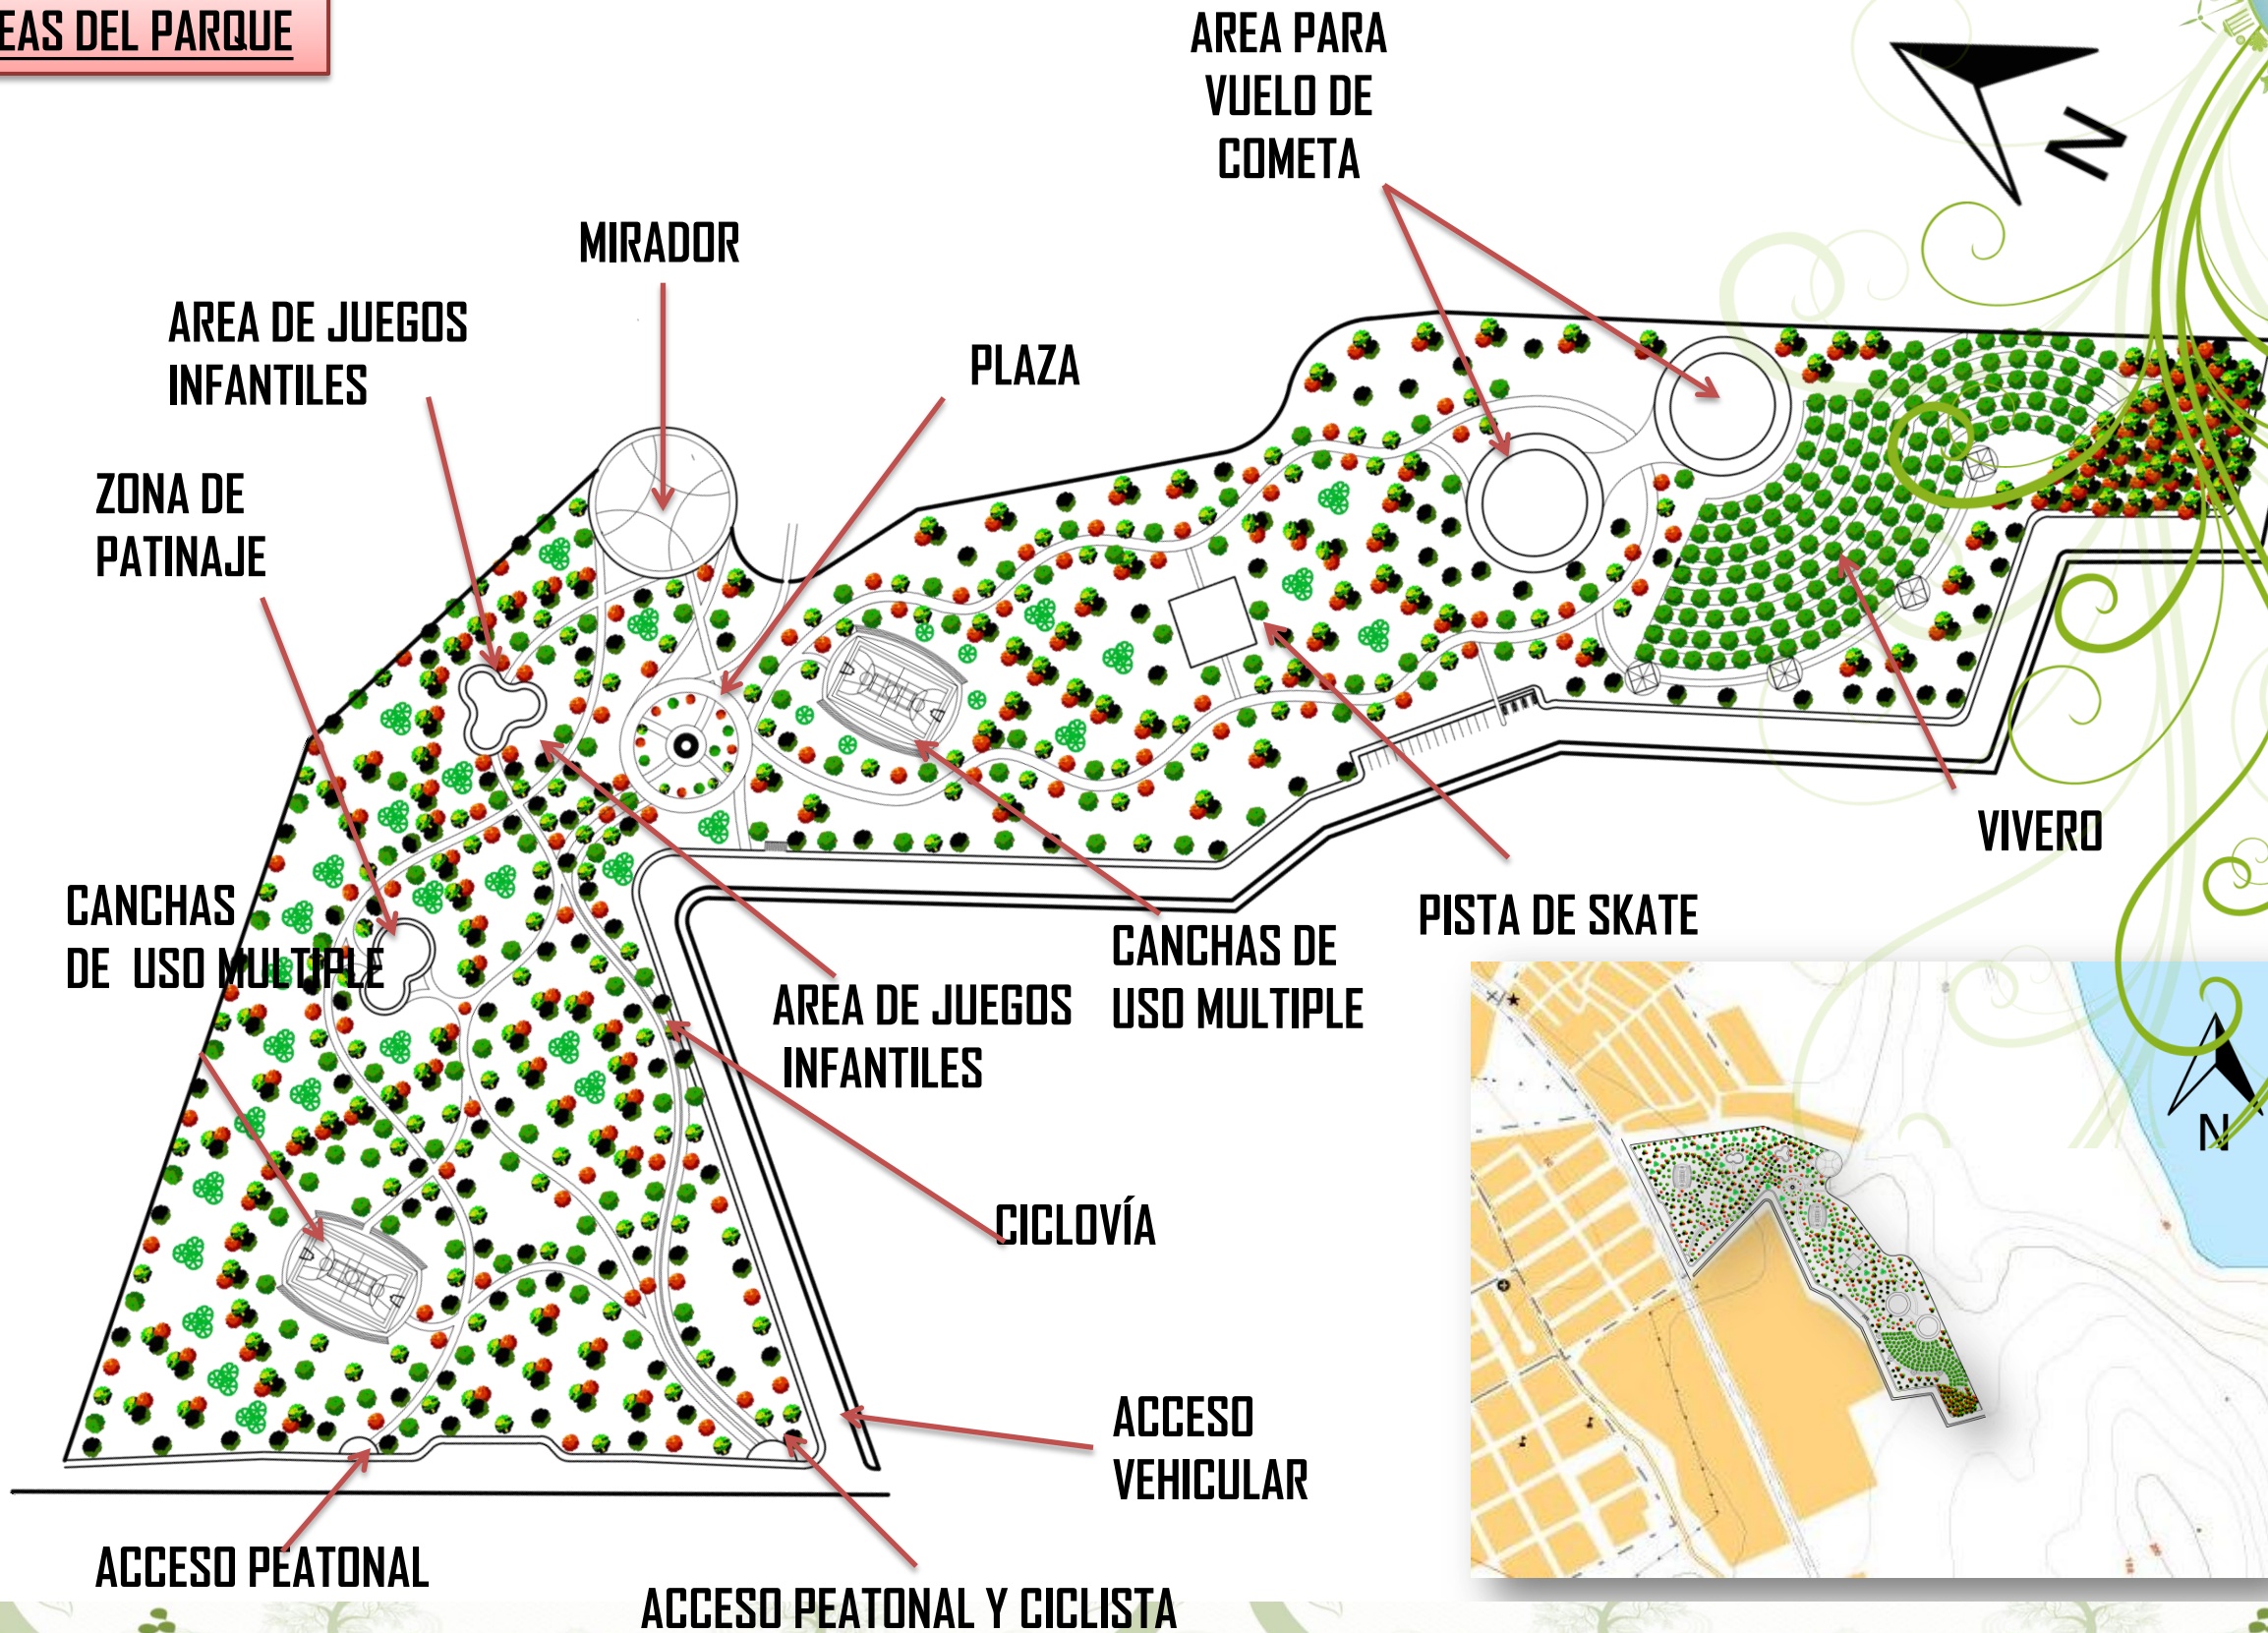 EAS DEL PARQUE
AREA PARA
VUELO DE
COMETA
N
MIRADOR
AREA DE JUEGOS
INFANTILES
PLAZA
ZONA DE
PATINAJE
VIVERO
CANCHAS
DE USO MULTIPLE
PISTA DE SKATE
CANCHAS DE
USO MULTIPLE
AREA DE JUEGOS
INFANTILES
N
CICLOVÍA
ACCESO
VEHICULAR
ACCESO PEATONAL
ACCESO PEATONAL Y CICLISTA